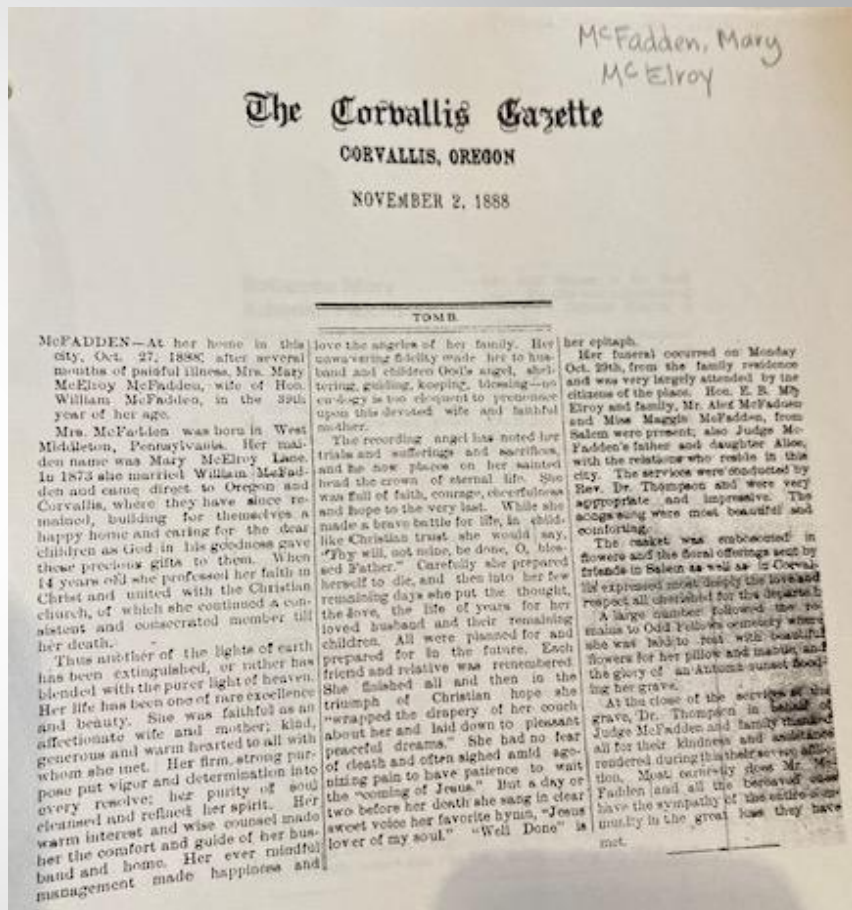 McFadden, Mary
McElroy
The Corvallis Gazette
CORVALLIS, OREGON
NOVEMBER 2, 1888
TOMB.
McFADDEN—At her home in this
city, Oct. 27, 1888, after several
months of painful illness, Mrs. Mary
McElroy McFadden, wife of Hon.
William McFadden, in the 39th
year of her age.
Mrs. McFadden was born in West
Middleton, Pennsylvania. Her mai-
den name was Mary McElroy Lane.
In 1873 she married William McFad-
den and came direct to Oregon and
Corvallis, where they have since re-
mained, building for themselves a
happy home and caring for the dear
children as God in his goodness gave
these precious gifts to them. When
14 years old she professed her faith in
Christ and united with the Christian
church, of which she continued a con-
sistent and consecrated member till
her death.
Thus another of the lights of earth
has been extinguished, or rather has
blended with the purer light of heaven.
Her life has been one of rare excellence
and beauty. She was faithful as an
affectionate wife and mother; kind,
generous and warm hearted to all with
whom she met. Her firm, strong pur-
pose put vigor and determination into
every resolve; her purity of soul
cleansed and refined her spirit. Her
warm interest and wise counsel made
her the comfort and guide of her hus-
band and home. Her ever mindful
management made happiness and
love the angeles of her family. Her
unwavering fidelity made her to hus-
band and children God's angel, shel-
tering, guiding, keeping, blessing—no
eulogy is too eloquent to pronounce
upon this devoted wife and faithful
mother.
The recording angel has noted her
trials and sufferings and sacrifices,
and he now places on her sainted
head the crown of eternal life. She
was full of faith, courage, cheerfulness
and hope to the very last. While she
made a brave battle for life, in child-
like Christian trust she would say,
"Thy will, not mine, be done, O, bles-
sed Father." Carefully she prepared
herself to die, and then into her few
remaining days she put the thought,
the love, the life of years for her
loved husband and their remaining
children. All were planned for and
prepared for in the future. Each
friend and relative was remembered
She finished all and then in the
triumph of Christian hope she
"wrapped the drapery of her couch
about her and laid down to pleasant
peaceful dreams." She had no fear
of death and often sighed amid ago-
nizing pain to have patience to wait
the "coming of Jesus." But a day or
two before her death she sang in clear
sweet voice her favorite hymn, "Jesus
lover of my soul." "Well Done" is
her epitaph.
Her funeral occurred on Monday
Oct. 29th, from the family residence
and was very largely attended by the
citizens of the place. Hon. E. B. Mc-
Elroy and family, Mr. Alex McFadden
and Miss Maggie McFadden, from
Salem were present; also Judge Mc-
Fadden's father and daughter Alice,
with the relations who reside in this
city. The services were conducted by
Rev. Dr. Thompson and were very
appropriate and impressive. The
songs sung were most beautiful and
comforting.
The casket was embosomed in
flowers and the floral offerings sent by
friends in Salem as well as in Corval-
lis expressed most deeply the love and
respect all cherished for the departed
A large number followed the re-
mains to Odd Fellows cemetery where
she was laid to rest with beautiful
flowers for her pillow and mantle, and
the glory of an Autumn sunset flood-
ing her grave.
At the close of the services at the
grave, Dr. Thompson in behalf of
Judge McFadden and family thanked
all for their kindness and assistance
rendered during this their severe afflic-
tion. Most earnestly does Mr. Mc-
Fadden and all the bereaved ones
have the sympathy of the entire com-
munity in the great loss they have
met.